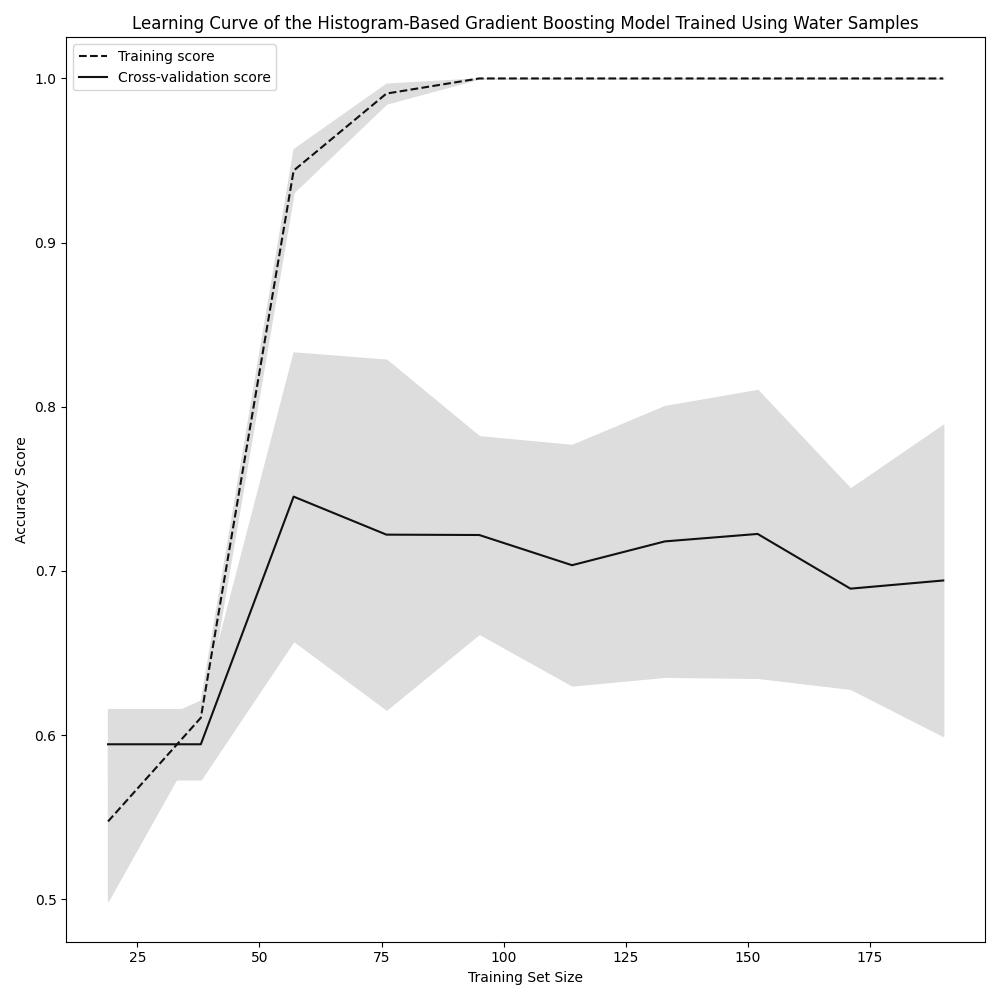 Learning Curve of the Histogram-Based Gradient Boosting Model Trained Using Water Samples
Training score
Cross-validation score
1.0
0.9
0.8
0.7
0.6
0.5
Accuracy Score
25 50 75 100 125 150 175
Training Set Size